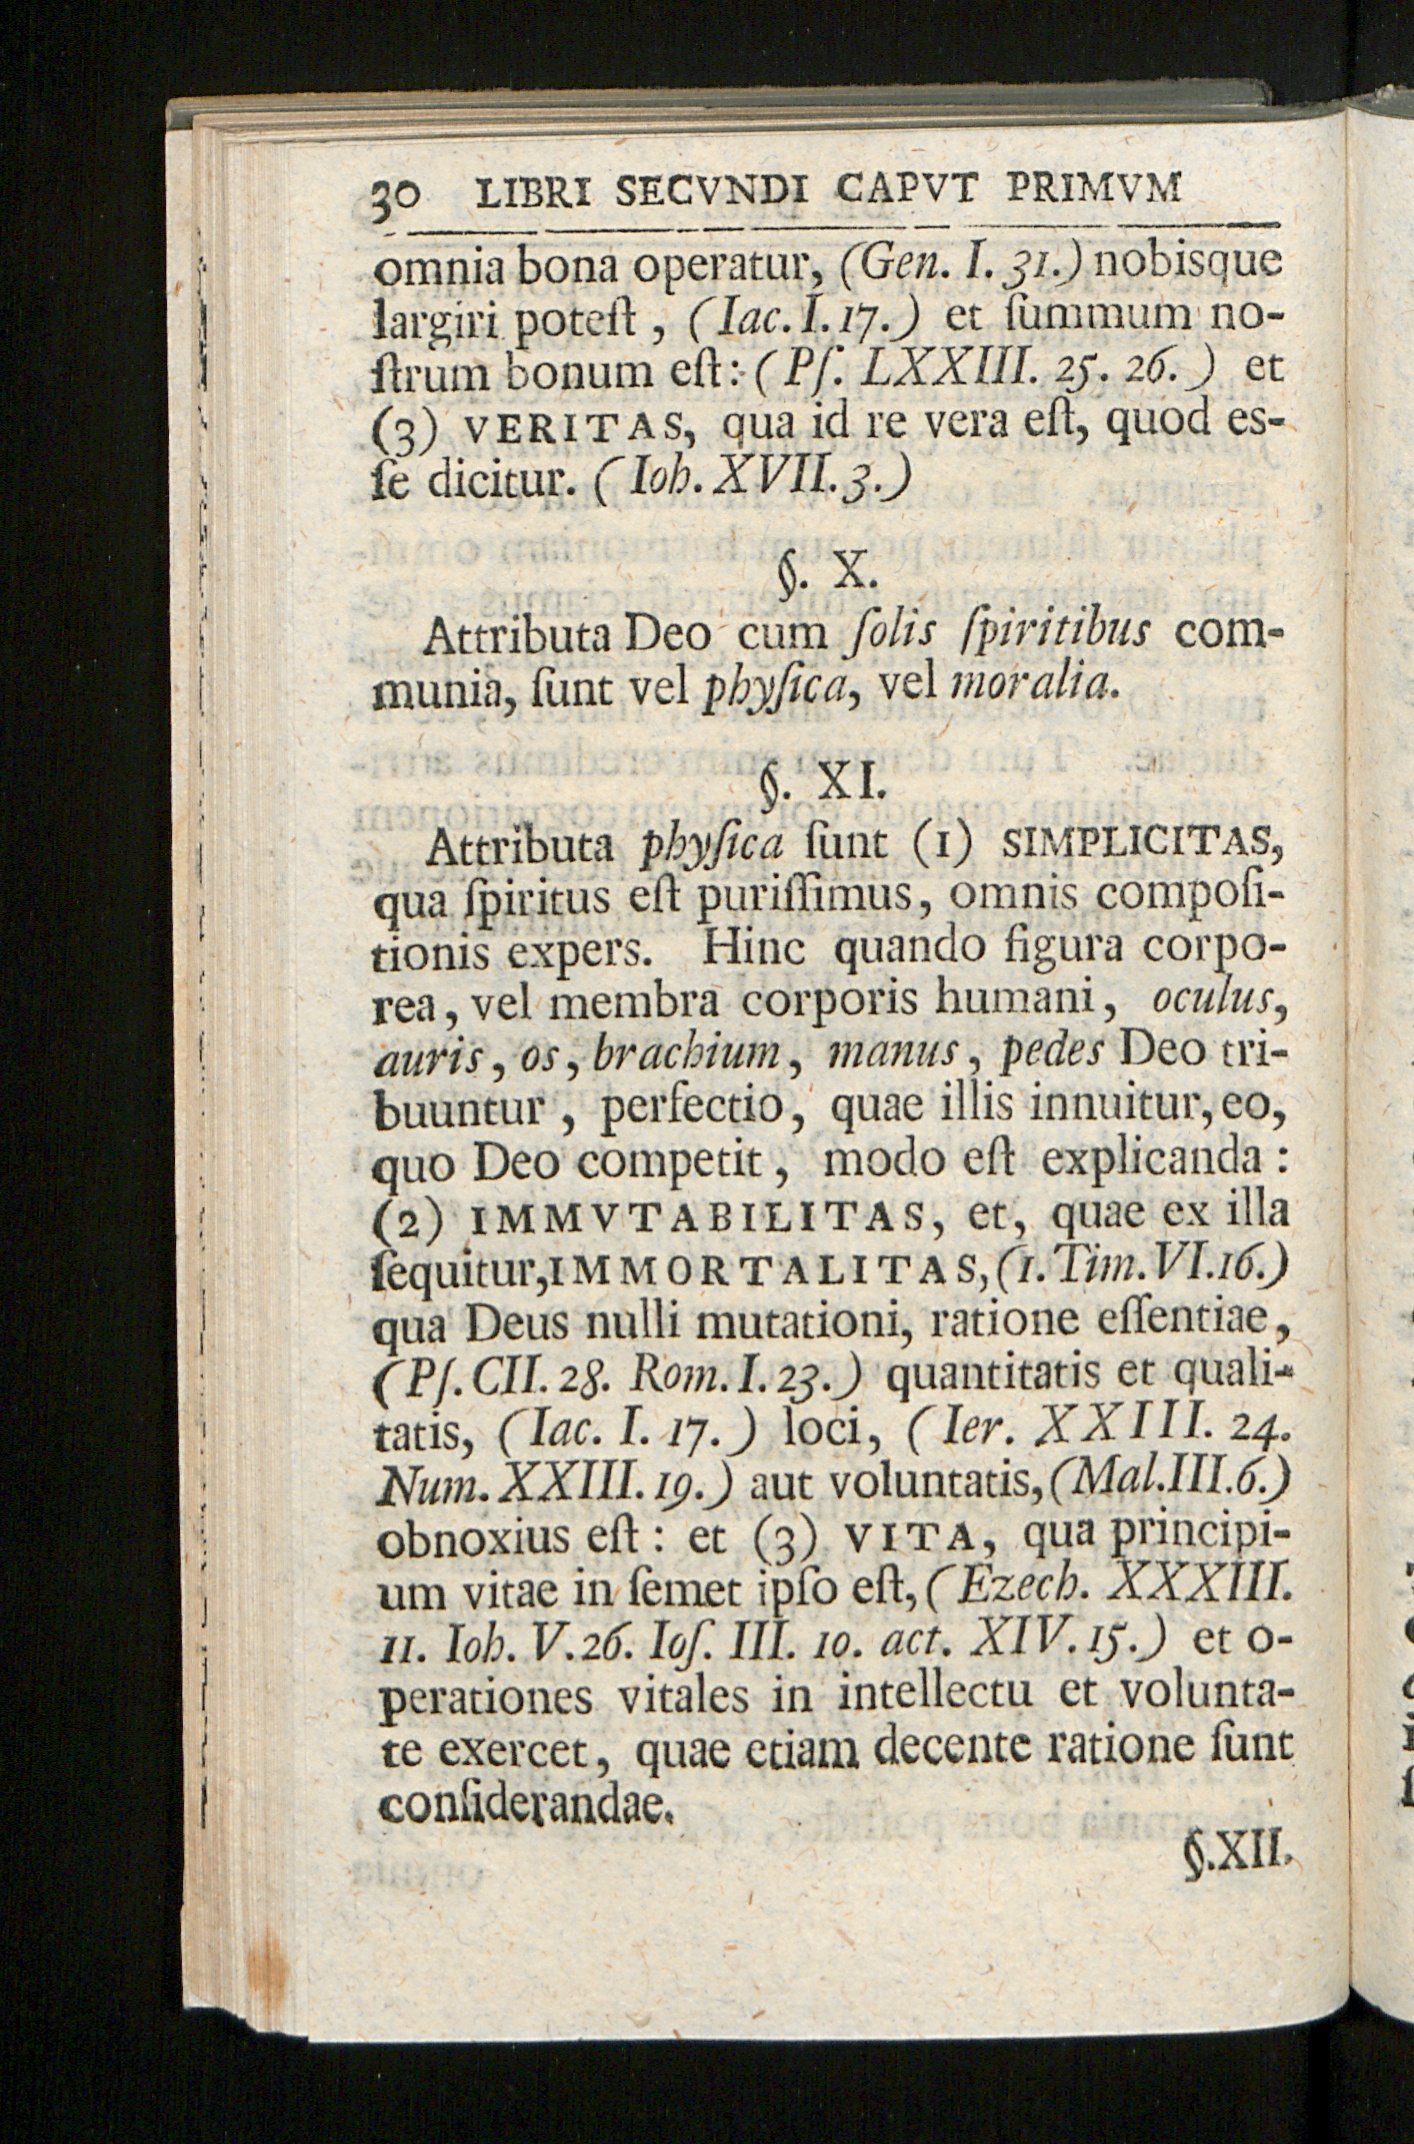 30 LIBRI SECVNDI CAPVT PRIMVM
omnia bona operatur, (Gen. I. 31.) nobisque
largiri poteſt, (Iac. I. 17.) et ſummum no-
ſtrum bonum eſt: (Pſ. LXXIII. 25. 26.) et
(3) VERITAS, qua id re vera eſt, quod es-
ſe dicitur. (Ioh. XVII. 3.)
§. X.
Attributa Deo cum ſolis ſpiritibus com-
munia, ſunt vel phyſica, vel moralia.
§. XI.
Attributa phyſica ſunt (1) SIMPLICITAS,
qua ſpiritus eſt puriſſimus, omnis compoſi-
tionis expers. Hinc quando figura corpo-
rea, vel membra corporis humani, oculus,
auris, os, brachium, manus, pedes Deo tri-
buuntur, perfectio, quae illis innuitur, eo,
quo Deo competit, modo eſt explicanda:
(2) IMMVTABILITAS, et, quae ex illa
ſequitur, IMMORTALITAS, (1. Tim. VI. 16.)
qua Deus nulli mutationi, ratione eſſentiae,
(Pſ. CII. 28. Rom. I. 23.) quantitatis et quali-
tatis, (Iac. I. 17.) loci, (Ier. XXIII. 24.
Num. XXIII. 19.) aut voluntatis, (Mal. III. 6.)
obnoxius eſt: et (3) VITA, qua principi-
um vitae in ſemet ipſo eſt, (Ezech. XXXIII.
11. Ioh. V. 26. Ioſ. III. 10. act. XIV. 15.) et o-
perationes vitales in intellectu et volunta-
te exercet, quae etiam decente ratione ſunt
conſiderandae.
§. XII.